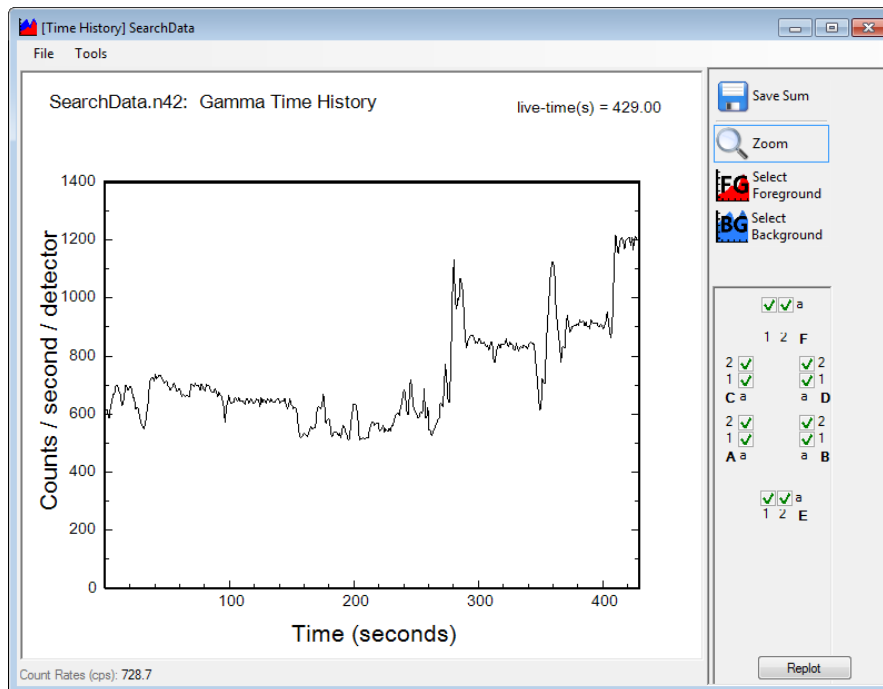 [Time History] SearchData
File Tools
SearchData.n42: Gamma Time History
live-time(s) = 429.00
1400
1200
1000
800
600
400
200
0
Counts / second / detector
100 200 300 400
Time (seconds)
Count Rates (cps): 728.7
Save Sum
Zoom
FG Select
Foreground
BG Select
Background
a
1 2 F
2 2
1 1
C a a D
2 2
1 1
A a a B
a
1 2 E
Replot